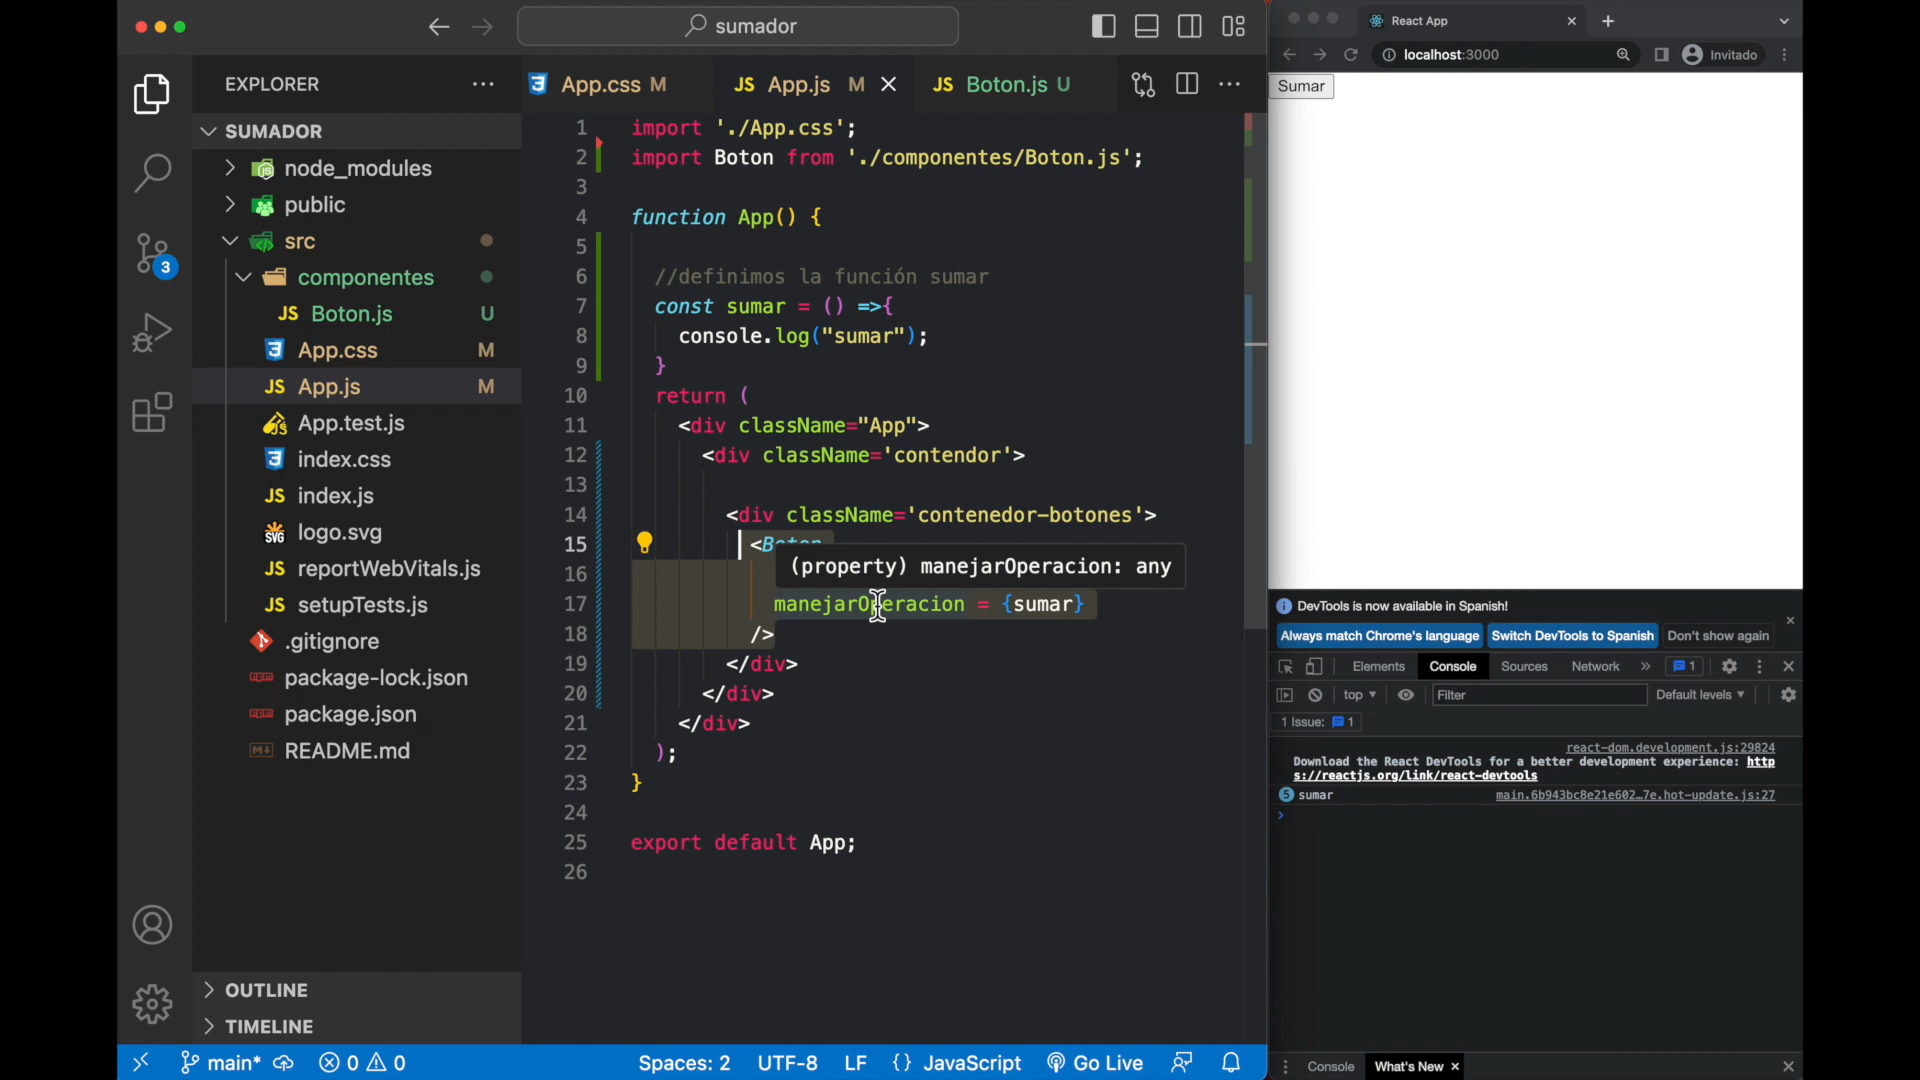 sumador
React App
localhost:3000
Invitado
Sumar
EXPLORER
SUMADOR
node_modules
public
src
componentes
Boton.js U
App.css M
App.js M
App.test.js
index.css
index.js
logo.svg
reportWebVitals.js
setupTests.js
.gitignore
package-lock.json
package.json
README.md
OUTLINE
TIMELINE
App.css M
App.js M
Boton.js U
1 import './App.css';
2 import Boton from './componentes/Boton.js';
3
4 function App() {
5
6 //definimos la función sumar
7 const sumar = () =>{
8 console.log("sumar");
9 }
10 return (
11 <div className="App">
12 <div className='contendor'>
13
14 <div className='contenedor-botones'>
15 <Boton
(property) manejarOperacion: any
16
17 manejarOperacion = {sumar}
18 />
19 </div>
20 </div>
21 </div>
22 );
23 }
24
25 export default App;
26
DevTools is now available in Spanish!
Always match Chrome's language Switch DevTools to Spanish Don't show again
Elements Console Sources Network » 1
top Filter Default levels
1 Issue: 1
react-dom.development.js:29824
Download the React DevTools for a better development experience: http
s://reactjs.org/link/react-devtools
5 sumar main.6b943bc8e21e602…7e.hot-update.js:27
Console What's New
3
main* 0 0 Spaces: 2 UTF-8 LF {} JavaScript Go Live